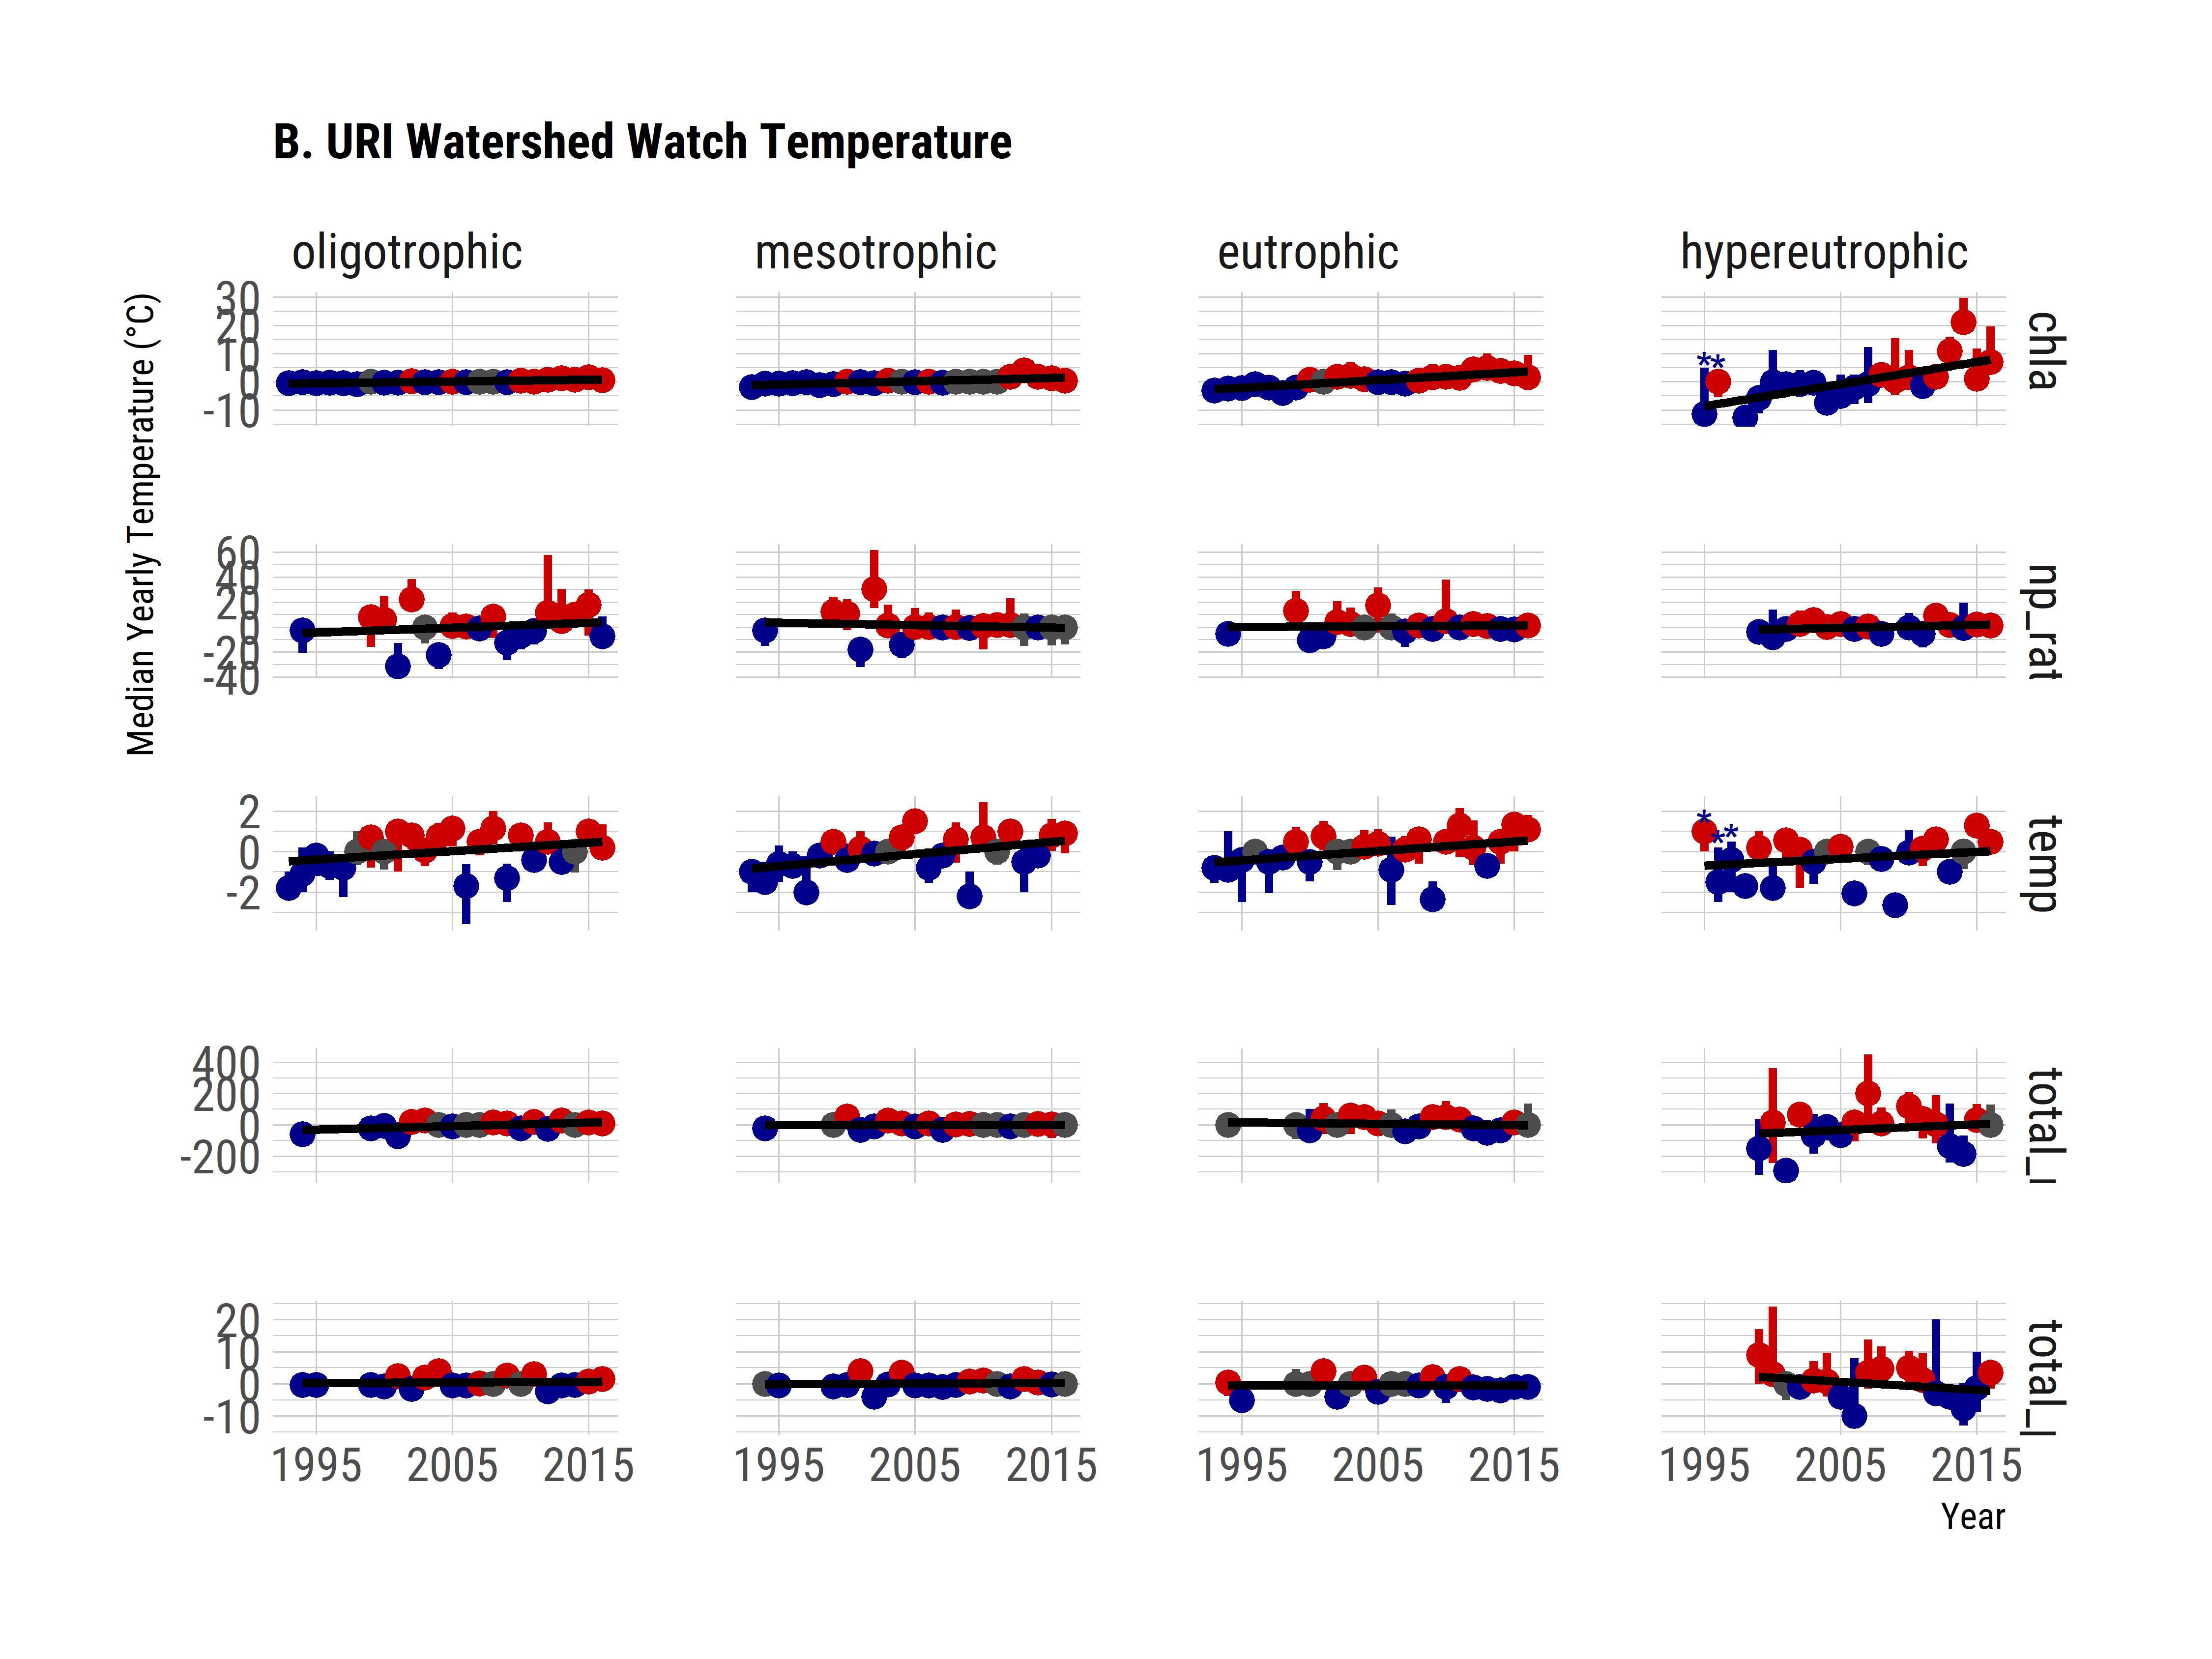 B. URI Watershed Watch Temperature
oligotrophic mesotrophic eutrophic hypereutrophic
Median Yearly Temperature (°C)
30
20
10
0
-10
**
chla
60
40
20
0
-20
-40
np_rat
2
0
-2
*
**
temp
400
200
0
-200
total_
20
10
0
-10
total_
1995 2005 2015 1995 2005 2015 1995 2005 2015 1995 2005 2015
Year